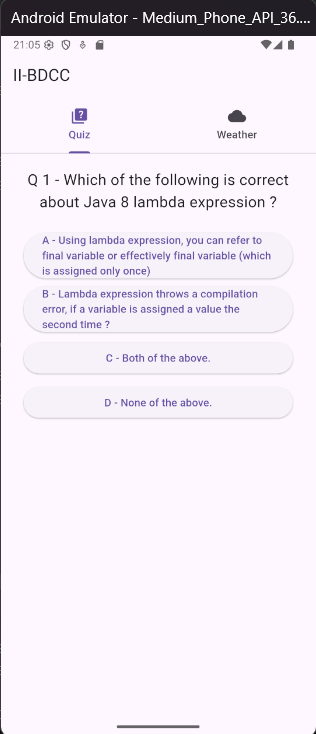 Android Emulator - Medium_Phone_API_36....
21:05
II-BDCC
Quiz
Weather
Q 1 - Which of the following is correct
about Java 8 lambda expression ?
A - Using lambda expression, you can refer to
final variable or effectively final variable (which
is assigned only once)
B - Lambda expression throws a compilation
error, if a variable is assigned a value the
second time ?
C - Both of the above.
D - None of the above.